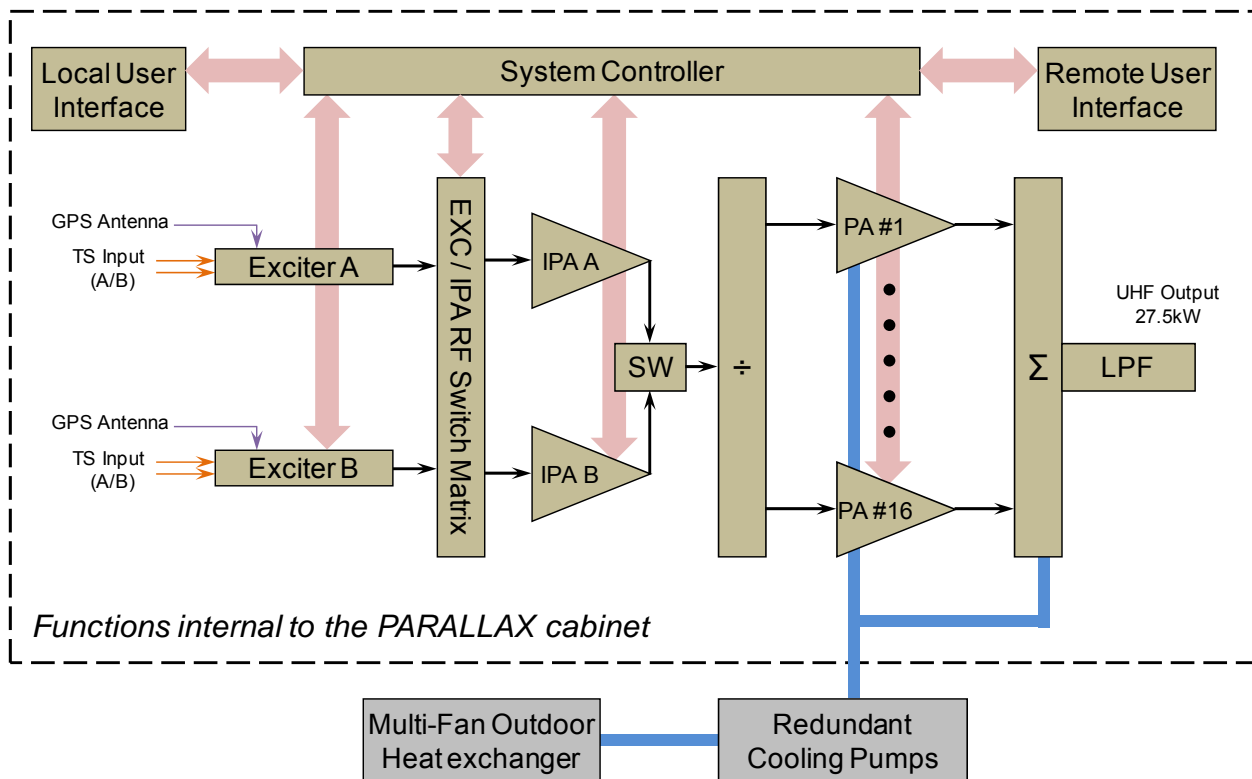 Local User
Interface
System Controller
Remote User
Interface
GPS Antenna
TS Input
(A/B)
Exciter A
EXC / IPA RF Switch Matrix
IPA A
SW
÷
PA #1
Σ
UHF Output
27.5kW
LPF
GPS Antenna
TS Input
(A/B)
Exciter B
IPA B
PA #16
Functions internal to the PARALLAX cabinet
Multi-Fan Outdoor
Heat exchanger
Redundant
Cooling Pumps